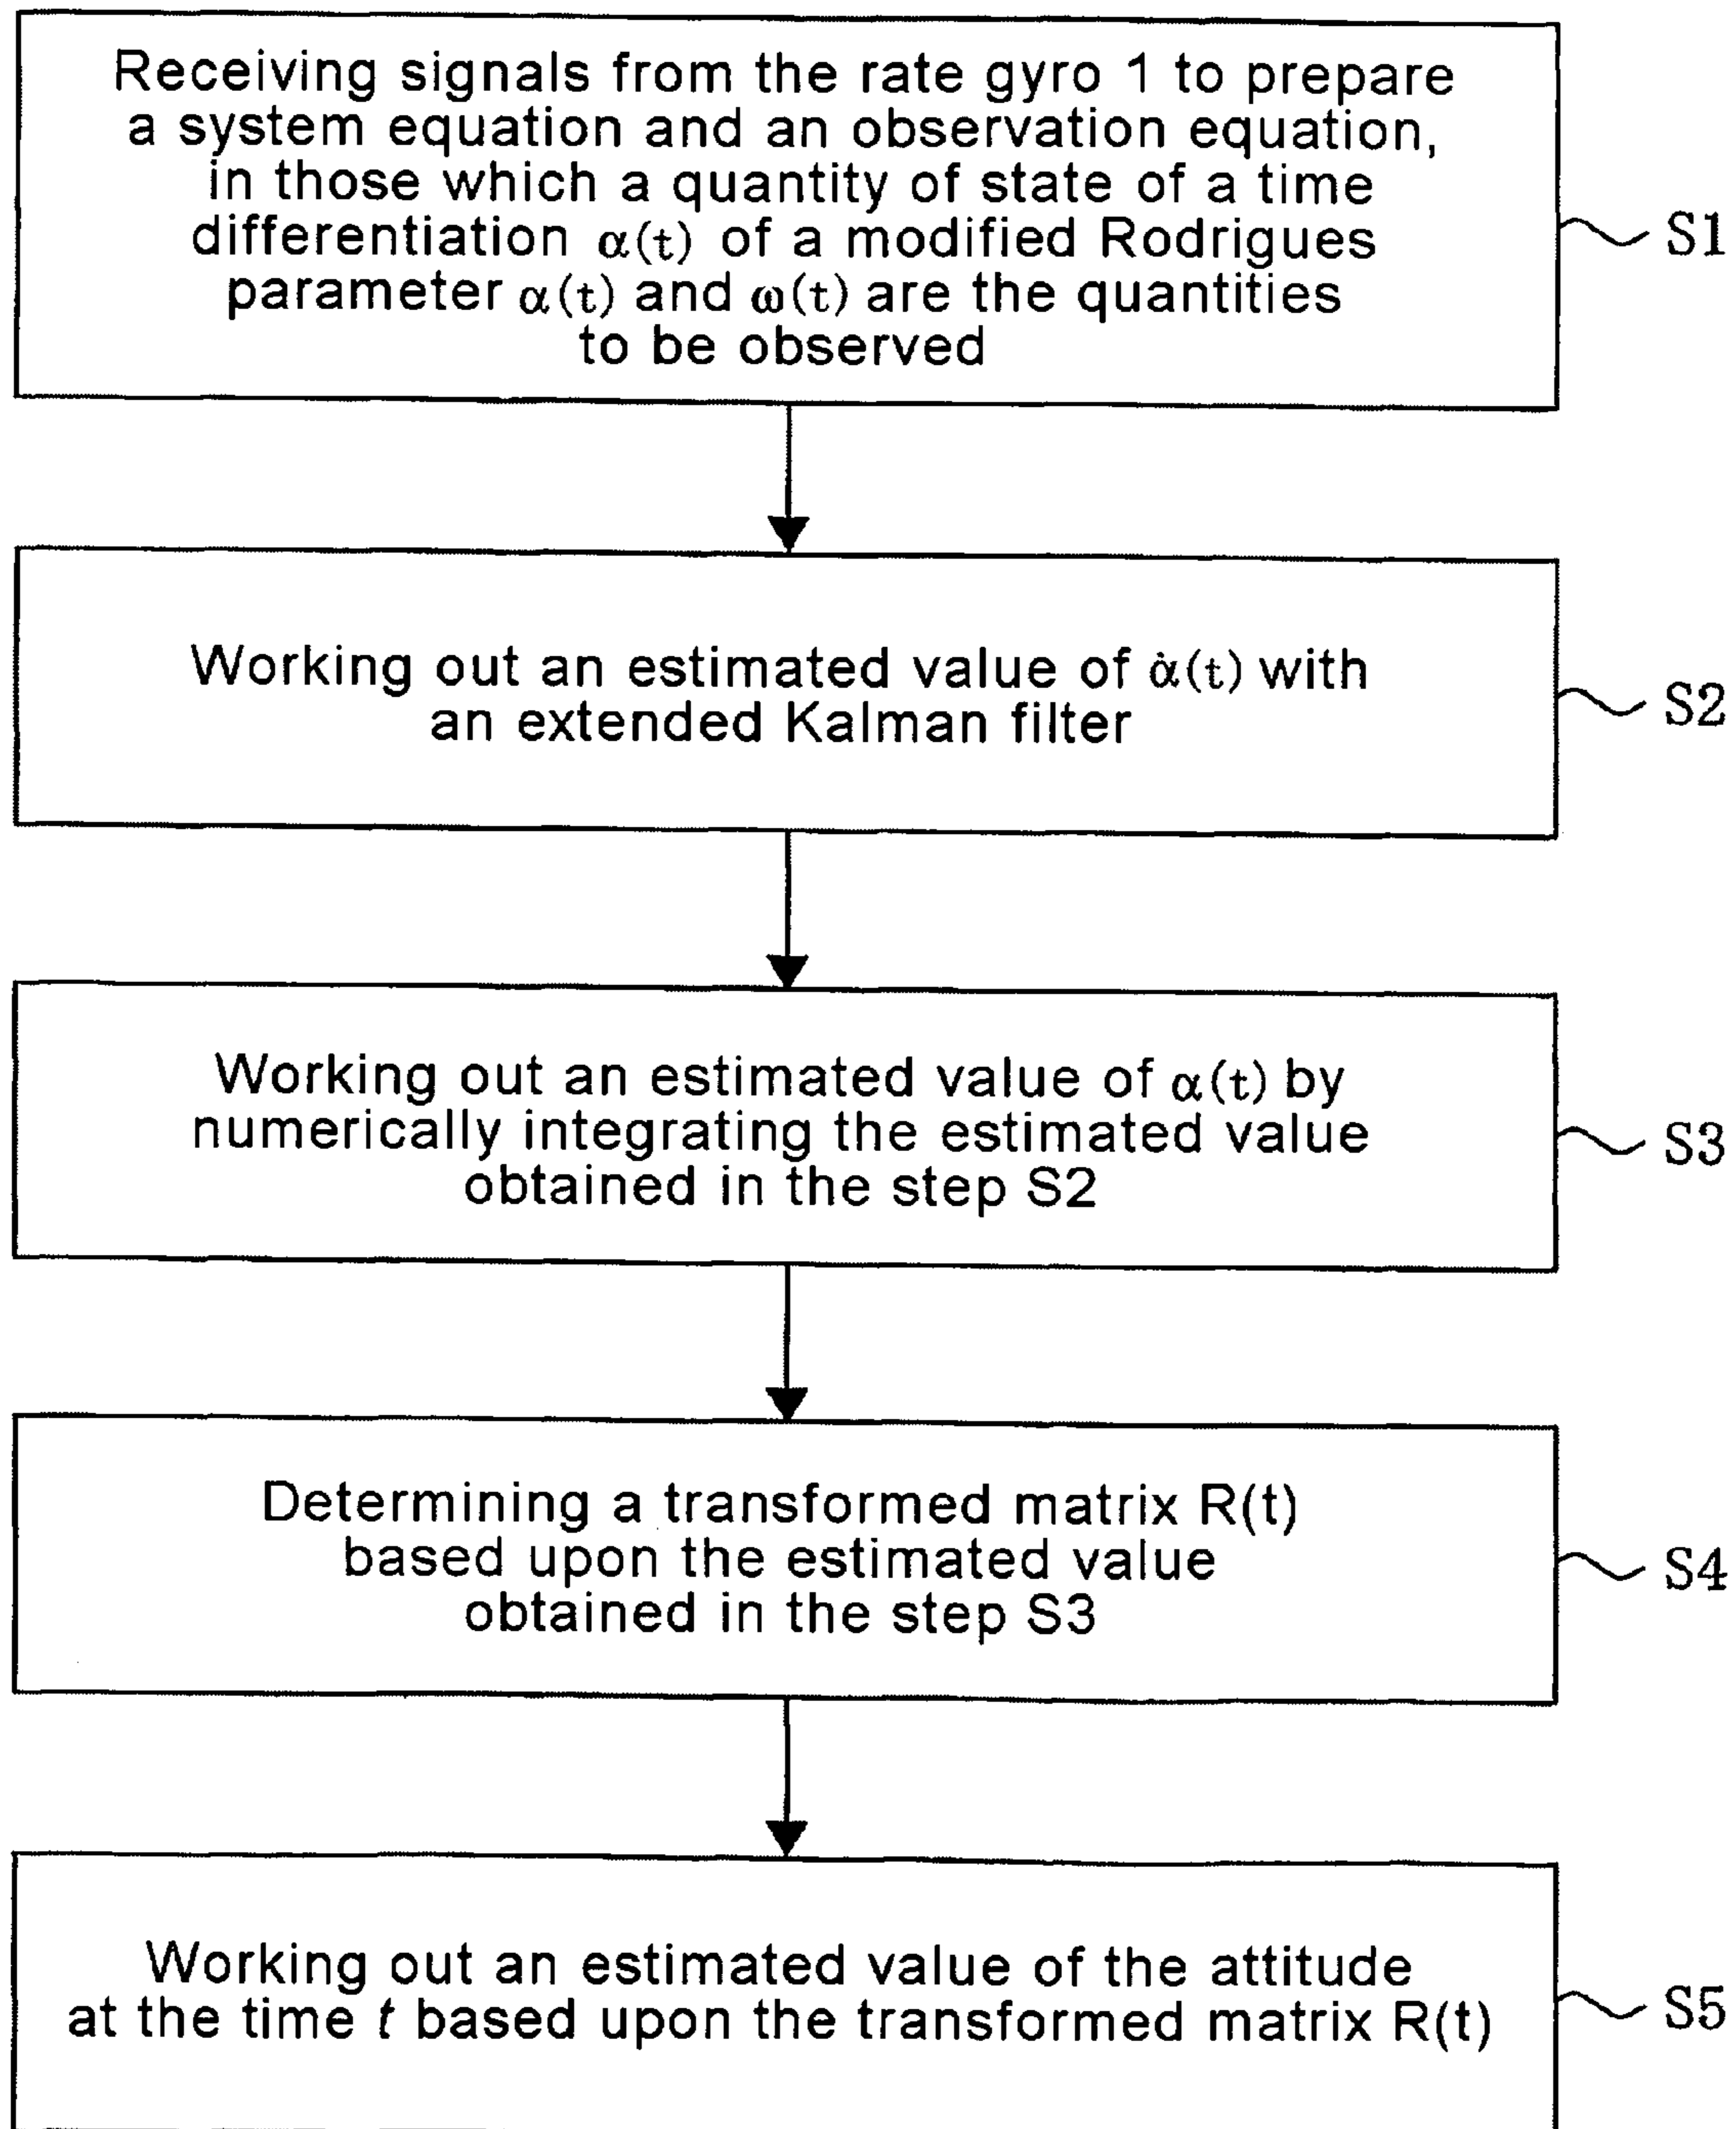 Receiving signals from the rate gyro 1 to prepare
a system equation and an observation equation,
in those which a quantity of state of a time
differentiation α(t) of a modified Rodrigues
parameter α(t) and ω(t) are the quantities
to be observed
S1
Working out an estimated value of α̇(t) with
an extended Kalman filter
S2
Working out an estimated value of α(t) by
numerically integrating the estimated value
obtained in the step S2
S3
Determining a transformed matrix R(t)
based upon the estimated value
obtained in the step S3
S4
Working out an estimated value of the attitude
at the time t based upon the transformed matrix R(t)
S5